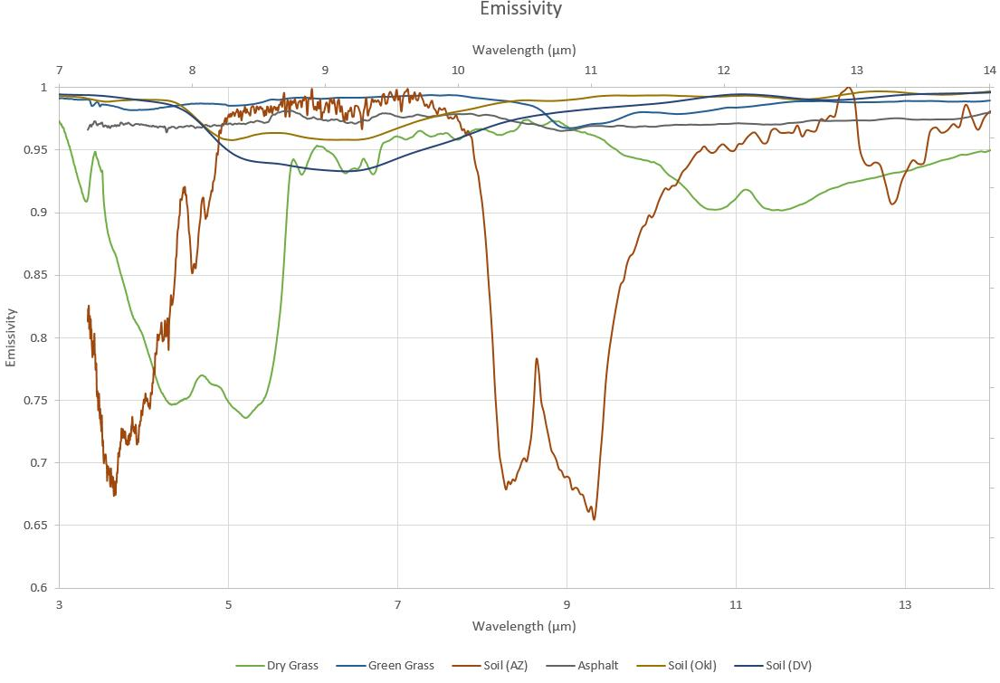 Emissivity
Wavelength (µm)
7 8 9 10 11 12 13 14
1
0.95
0.9
0.85
0.8
0.75
0.7
0.65
0.6
Emissivity
3 5 7 9 11 13
Wavelength (µm)
Dry Grass Green Grass Soil (AZ) Asphalt Soil (Okl) Soil (DV)